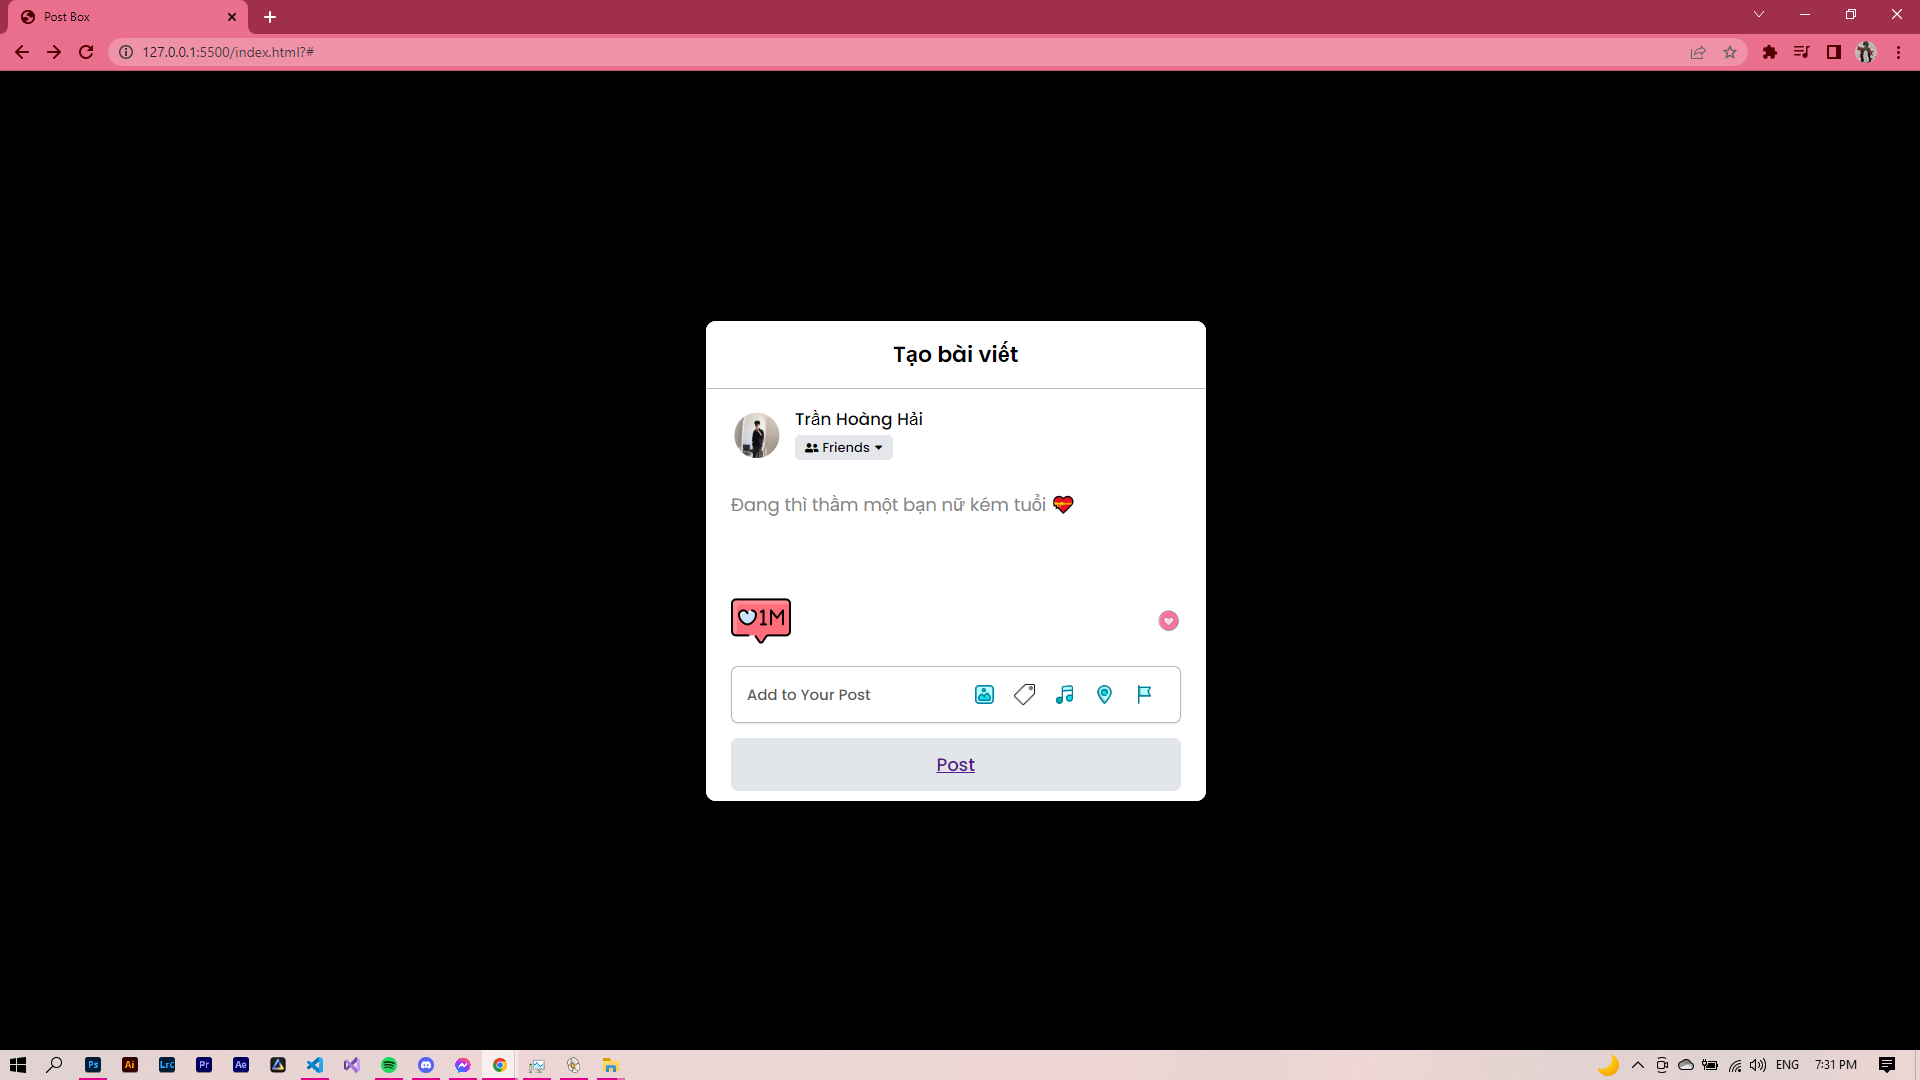 Post Box
127.0.0.1:5500/index.html?#
Tạo bài viết
Trần Hoàng Hải
Friends
Đang thì thầm một bạn nữ kém tuổi
1M
Add to Your Post
Post
Ps
Ai
LrC
Pr
Ae
ENG
7:31 PM